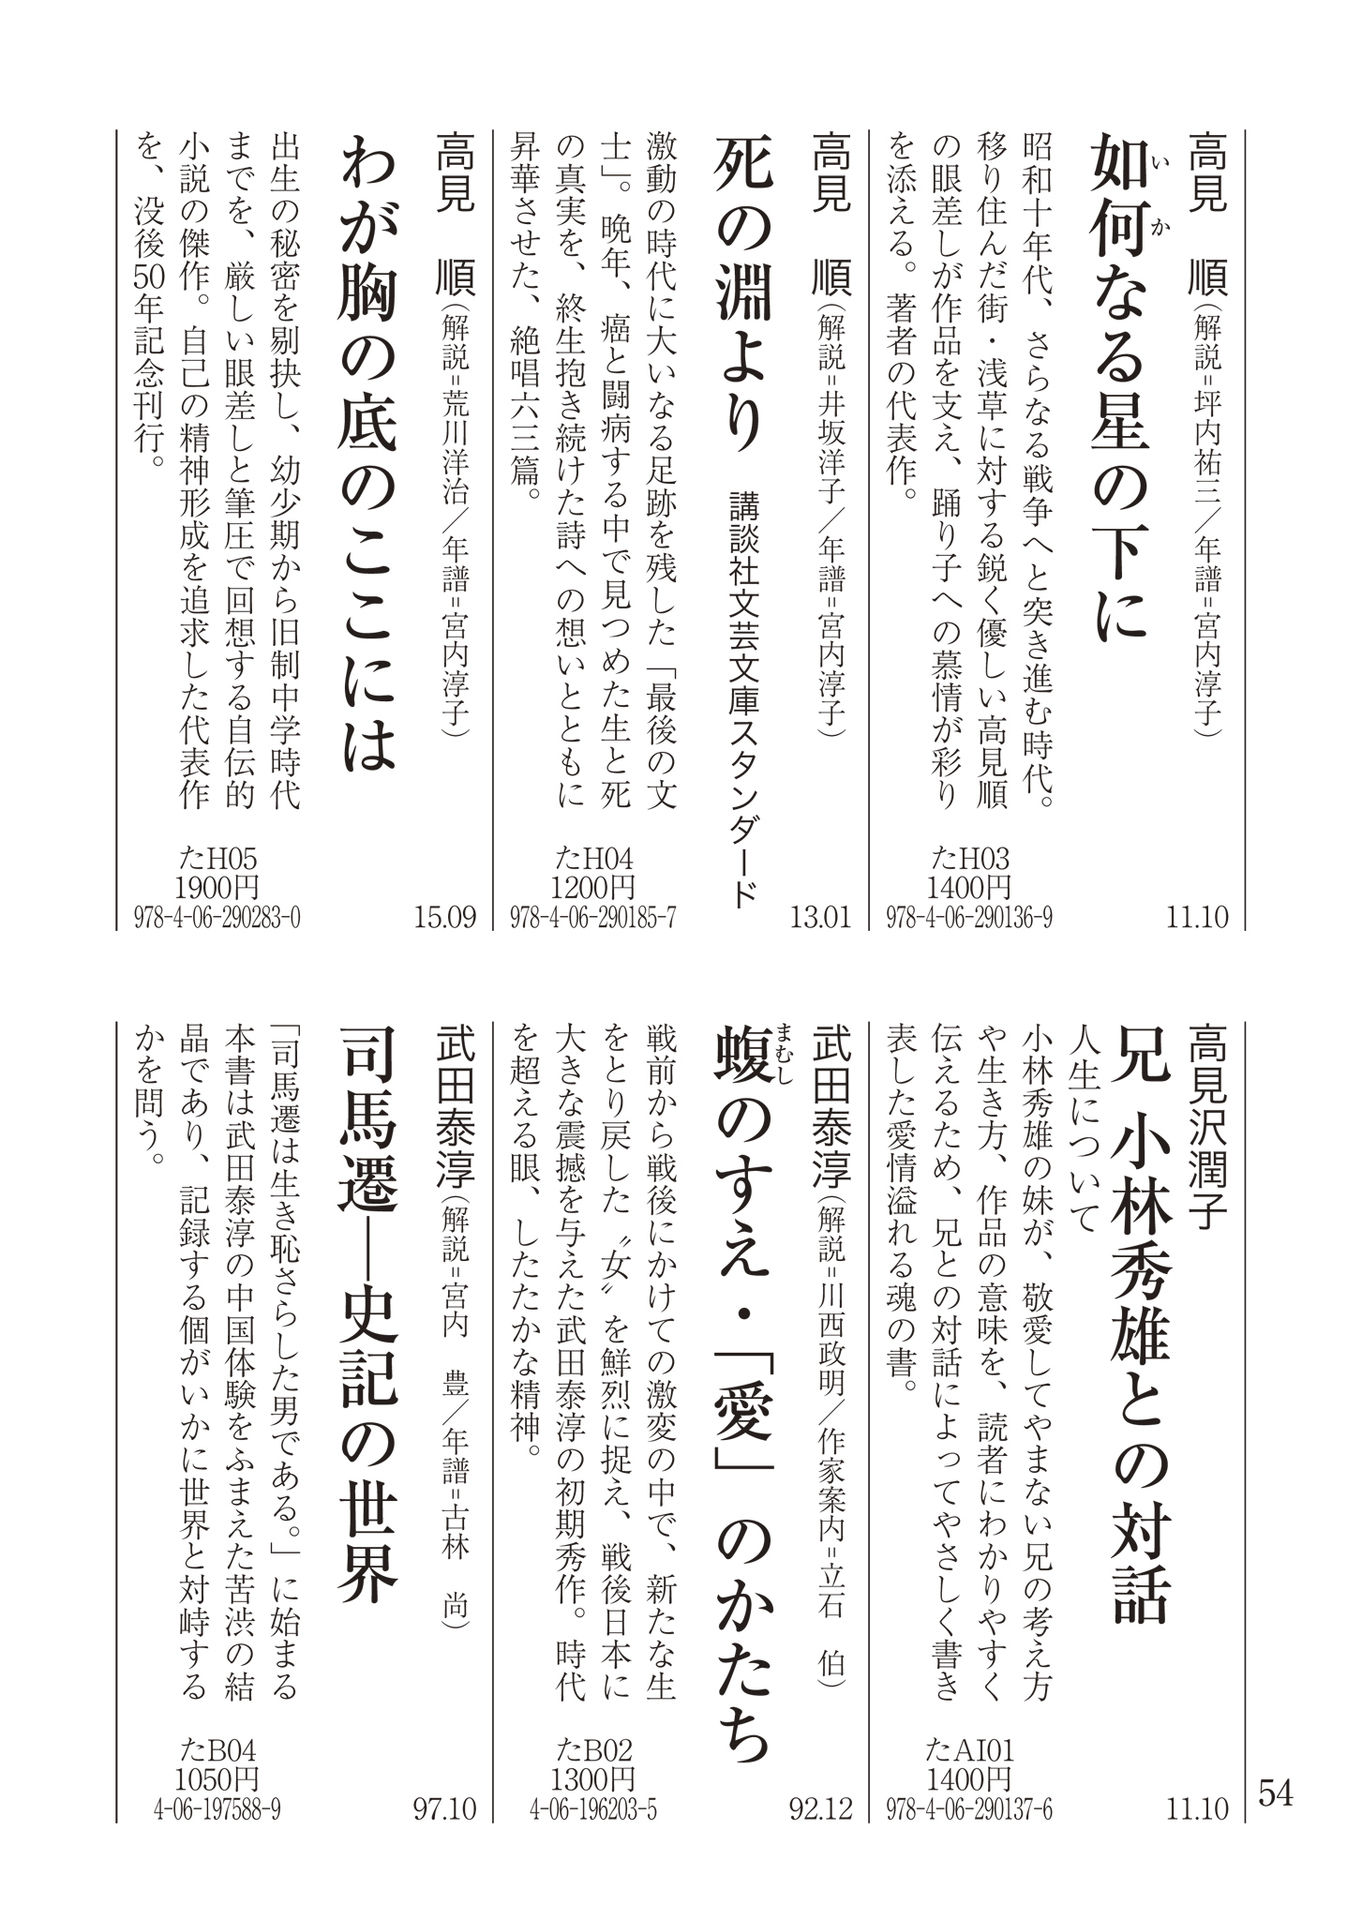 高見　順（解説＝坪内祐三／年譜＝宮内淳子）
如何なる星の下に
いか
昭和十年代、さらなる戦争へと突き進む時代。
移り住んだ街・浅草に対する鋭く優しい高見順
の眼差しが作品を支え、踊り子への慕情が彩り
を添える。著者の代表作。
たH03
1400円
978-4-06-290136-9
11.10
高見　順（解説＝井坂洋子／年譜＝宮内淳子）
死の淵より　講談社文芸文庫スタンダード
激動の時代に大いなる足跡を残した「最後の文
士」。晩年、癌と闘病する中で見つめた生と死
の真実を、終生抱き続けた詩への想いとともに
昇華させた、絶唱六三篇。
たH04
1200円
978-4-06-290185-7
13.01
高見　順（解説＝荒川洋治／年譜＝宮内淳子）
わが胸の底のここには
出生の秘密を剔抉し、幼少期から旧制中学時代
までを、厳しい眼差しと筆圧で回想する自伝的
小説の傑作。自己の精神形成を追求した代表作
を、没後50年記念刊行。
たH05
1900円
978-4-06-290283-0
15.09
高見沢潤子
兄 小林秀雄との対話
人生について
小林秀雄の妹が、敬愛してやまない兄の考え方
や生き方、作品の意味を、読者にわかりやすく
伝えるため、兄との対話によってやさしく書き
表した愛情溢れる魂の書。
たAI01
1400円
978-4-06-290137-6
11.10
武田泰淳（解説＝川西政明／作家案内＝立石　伯）
蝮のすえ・「愛」のかたち
まむし
戦前から戦後にかけての激変の中で、新たな生
をとり戻した〝女〟を鮮烈に捉え、戦後日本に
大きな震撼を与えた武田泰淳の初期秀作。時代
を超える眼、したたかな精神。
たB02
1300円
4-06-196203-5
92.12
武田泰淳（解説＝宮内　豊／年譜＝古林　尚）
司馬遷―史記の世界
「司馬遷は生き恥さらした男である。」に始まる
本書は武田泰淳の中国体験をふまえた苦渋の結
晶であり、記録する個がいかに世界と対峙する
かを問う。
たB04
1050円
4-06-197588-9
97.10
54